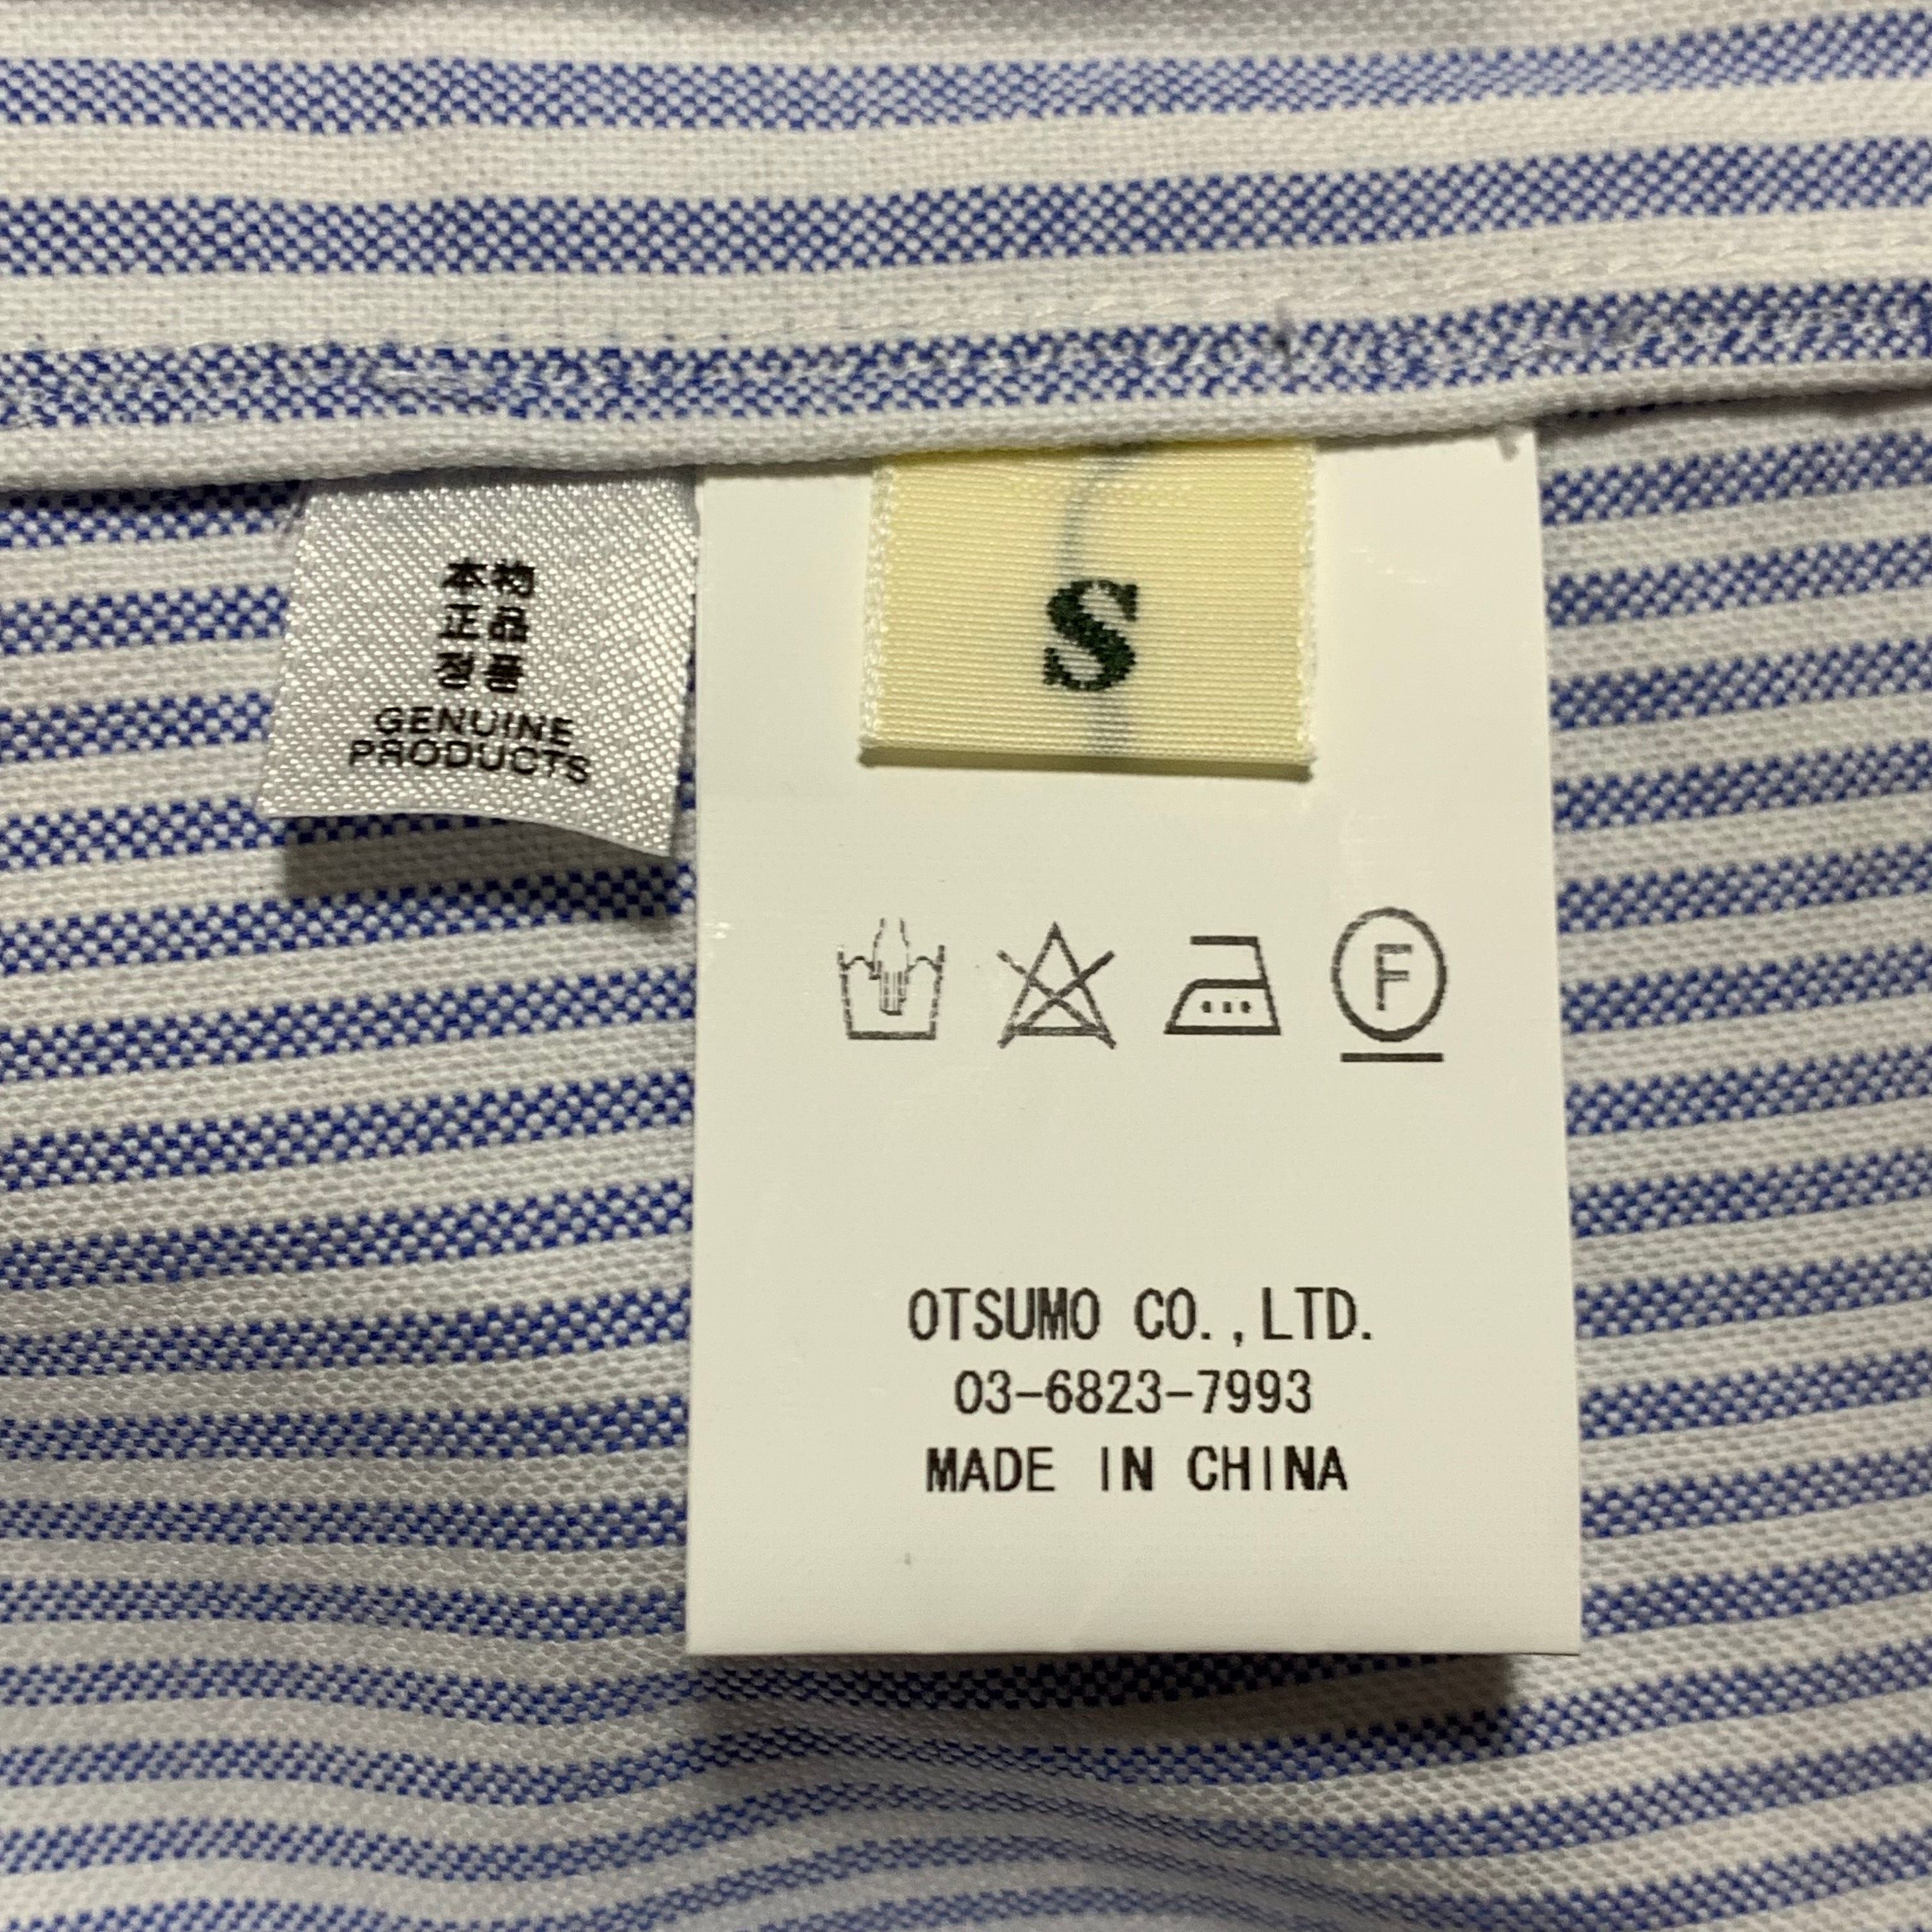 本物
正品
정품
GENUINE
PRODUCTS
S
F
OTSUMO CO.,LTD.
03-6823-7993
MADE IN CHINA